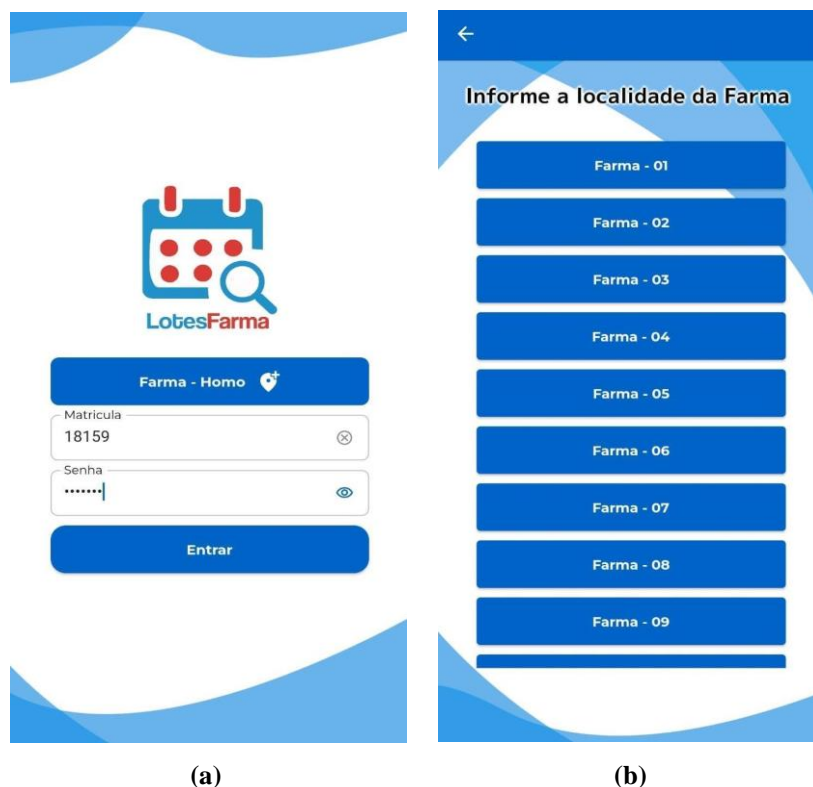 LotesFarma
Farma - Homo
Matricula
18159
Senha
•••••••
Entrar
(a)
Informe a localidade da Farma
Farma - 01
Farma - 02
Farma - 03
Farma - 04
Farma - 05
Farma - 06
Farma - 07
Farma - 08
Farma - 09
(b)